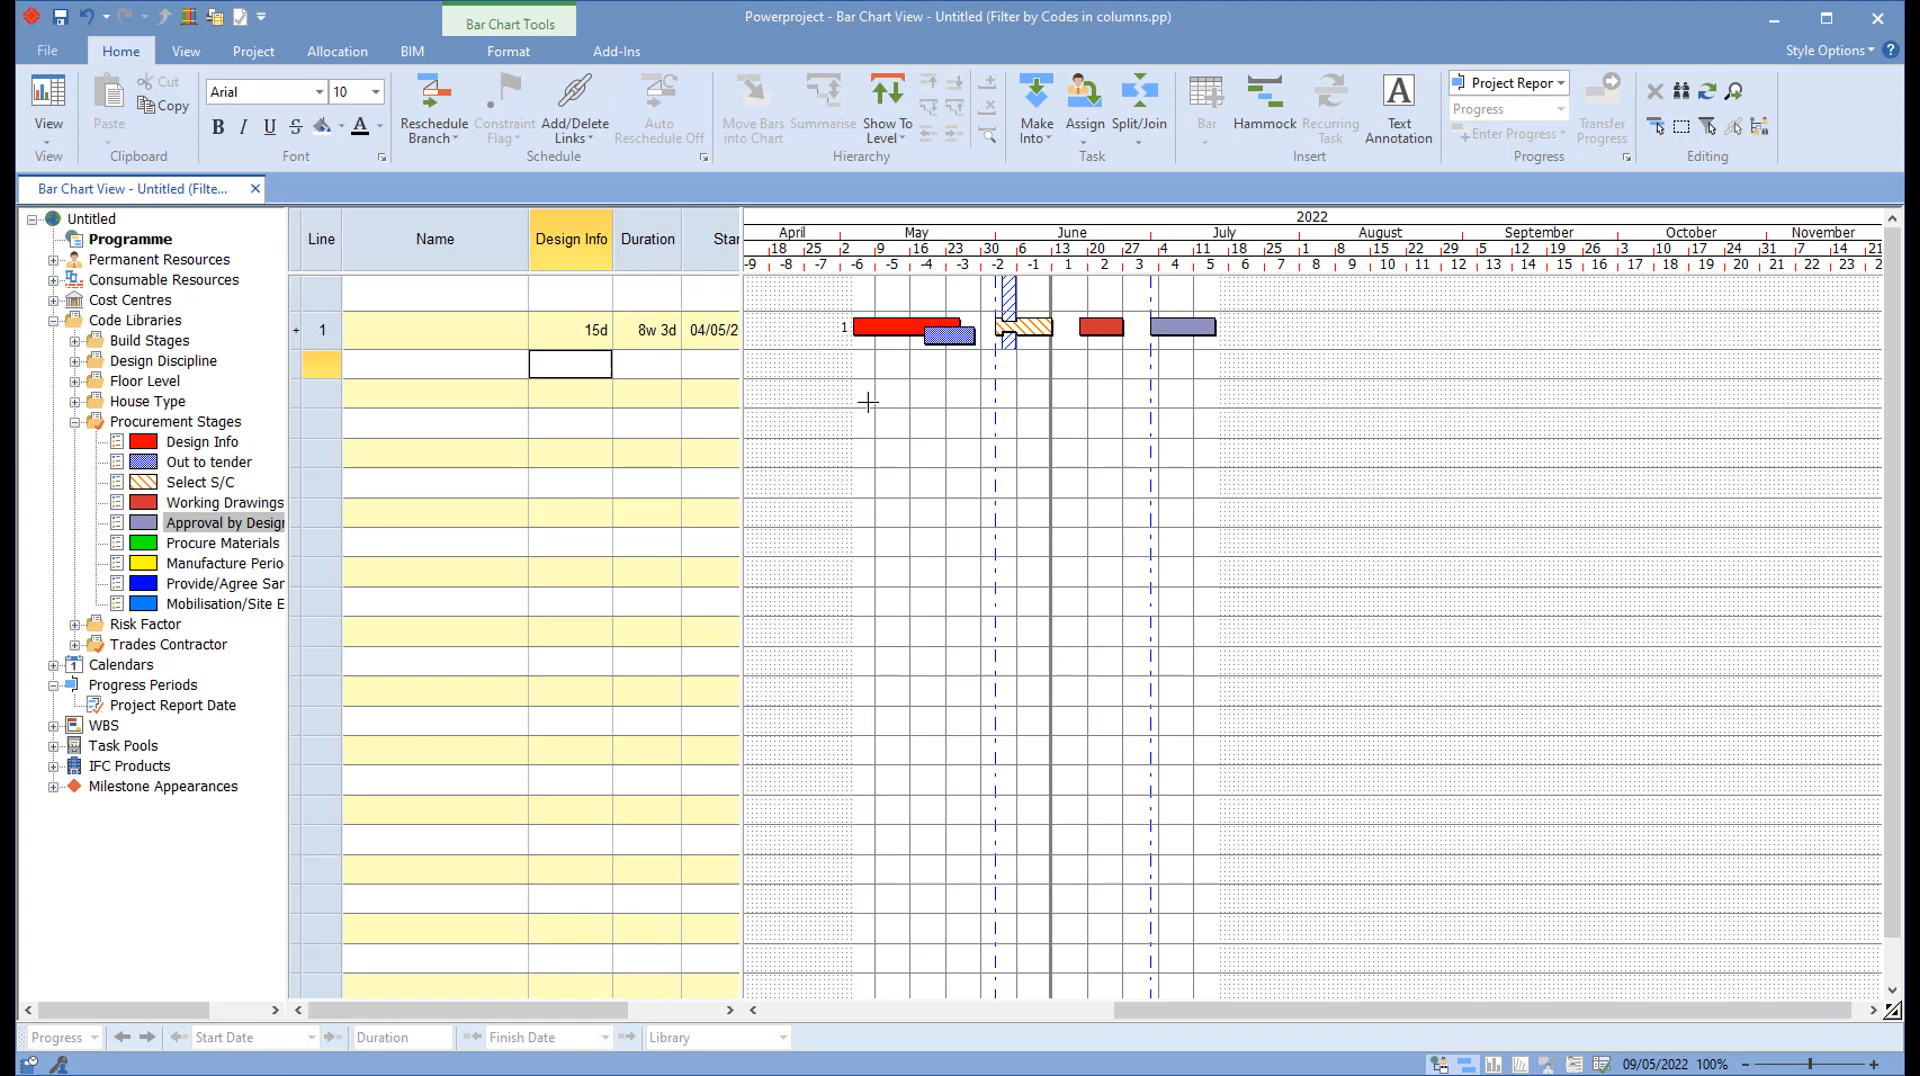 Bar Chart Tools
Powerproject - Bar Chart View - Untitled (Filter by Codes in columns.pp)
File Home View Project Allocation BIM Format Add-Ins Style Options
View Paste Cut Copy
Arial 10
B I U S A
Reschedule Branch Constraint Flag Add/Delete Links Auto Reschedule Off
Move Bars into Chart Summarise Show To Level
Make Into Assign Split/Join
Bar Hammock Recurring Task Text Annotation
Project Repor
Progress
Enter Progress
Transfer Progress
View Clipboard Font Schedule Hierarchy Task Insert Progress Editing
Bar Chart View - Untitled (Filte...
Untitled
Programme
Permanent Resources
Consumable Resources
Cost Centres
Code Libraries
Build Stages
Design Discipline
Floor Level
House Type
Procurement Stages
Design Info
Out to tender
Select S/C
Working Drawings
Approval by Desig
Procure Materials
Manufacture Perio
Provide/Agree Sar
Mobilisation/Site E
Risk Factor
Trades Contractor
Calendars
Progress Periods
Project Report Date
WBS
Task Pools
IFC Products
Milestone Appearances
Line Name Design Info Duration Star
1 15d 8w 3d 04/05/2
2022
April May June July August September October November
18 25 2 9 16 23 30 6 13 20 27 4 11 18 25 1 8 15 22 29 5 12 19 26 3 10 17 24 31 7 14 21
-9 -8 -7 -6 -5 -4 -3 -2 -1 1 2 3 4 5 6 7 8 9 10 11 12 13 14 15 16 17 18 19 20 21 22 23 2
1
Progress Start Date Duration Finish Date Library
09/05/2022 100%